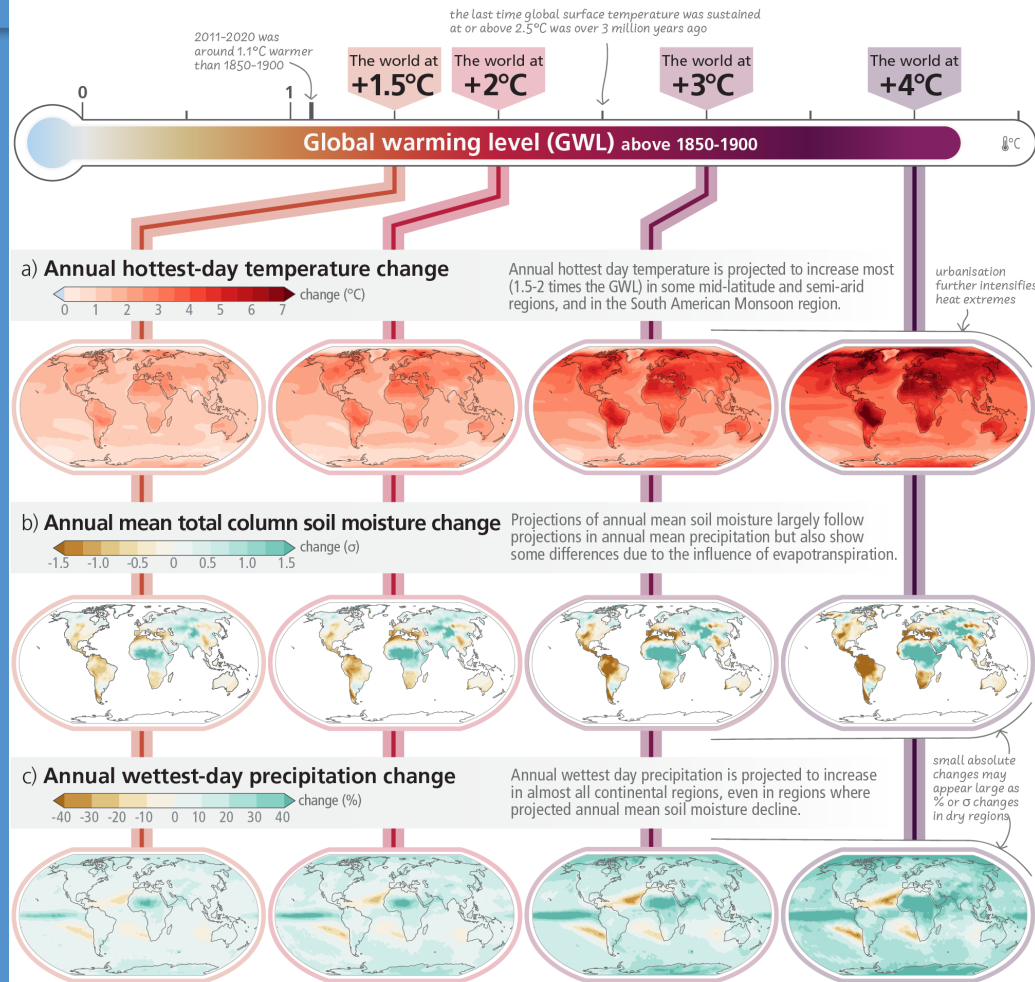 the last time global surface temperature was sustained
at or above 2.5°C was over 3 million years ago
2011-2020 was
around 1.1°C warmer
than 1850-1900
The world at
+1.5°C
The world at
+2°C
The world at
+3°C
The world at
+4°C
0
1
Global warming level (GWL) above 1850-1900
°C
a) Annual hottest-day temperature change
change (°C)
0 1 2 3 4 5 6 7
Annual hottest day temperature is projected to increase most
(1.5-2 times the GWL) in some mid-latitude and semi-arid
regions, and in the South American Monsoon region.
urbanisation
further intensifies
heat extremes
b) Annual mean total column soil moisture change
change (σ)
-1.5 -1.0 -0.5 0 0.5 1.0 1.5
Projections of annual mean soil moisture largely follow
projections in annual mean precipitation but also show
some differences due to the influence of evapotranspiration.
c) Annual wettest-day precipitation change
change (%)
-40 -30 -20 -10 0 10 20 30 40
Annual wettest day precipitation is projected to increase
in almost all continental regions, even in regions where
projected annual mean soil moisture decline.
small absolute
changes may
appear large as
% or σ changes
in dry regions